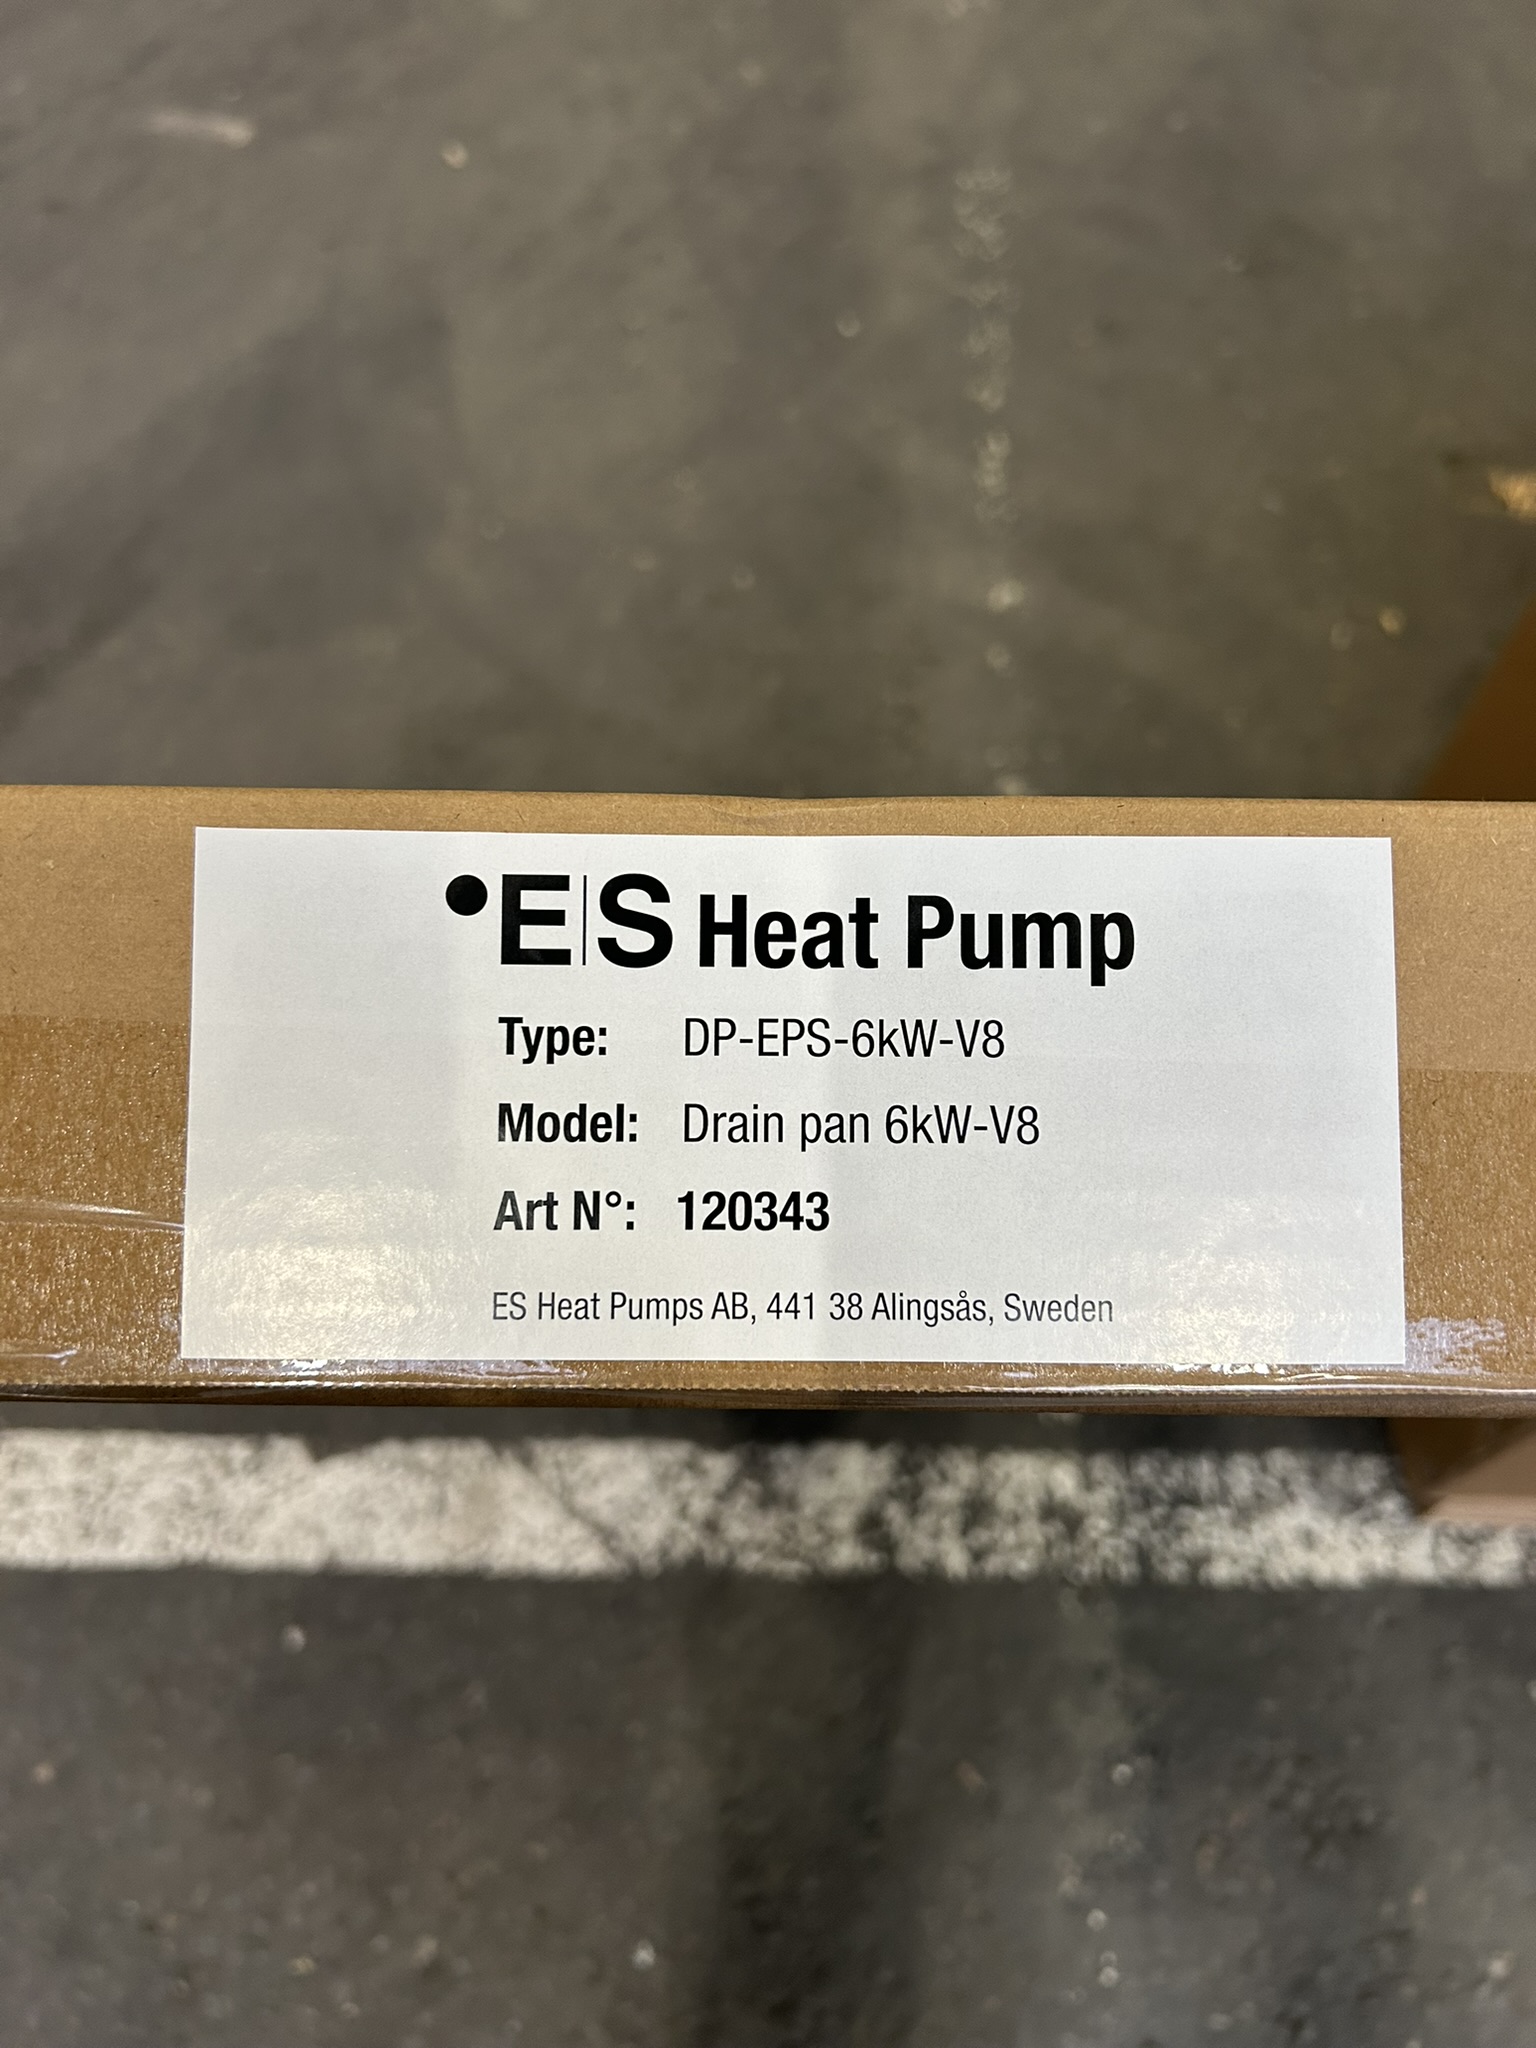 E|S Heat Pump
Type: DP-EPS-6kW-V8
Model: Drain pan 6kW-V8
Art N°: 120343
ES Heat Pumps AB, 441 38 Alingsås, Sweden